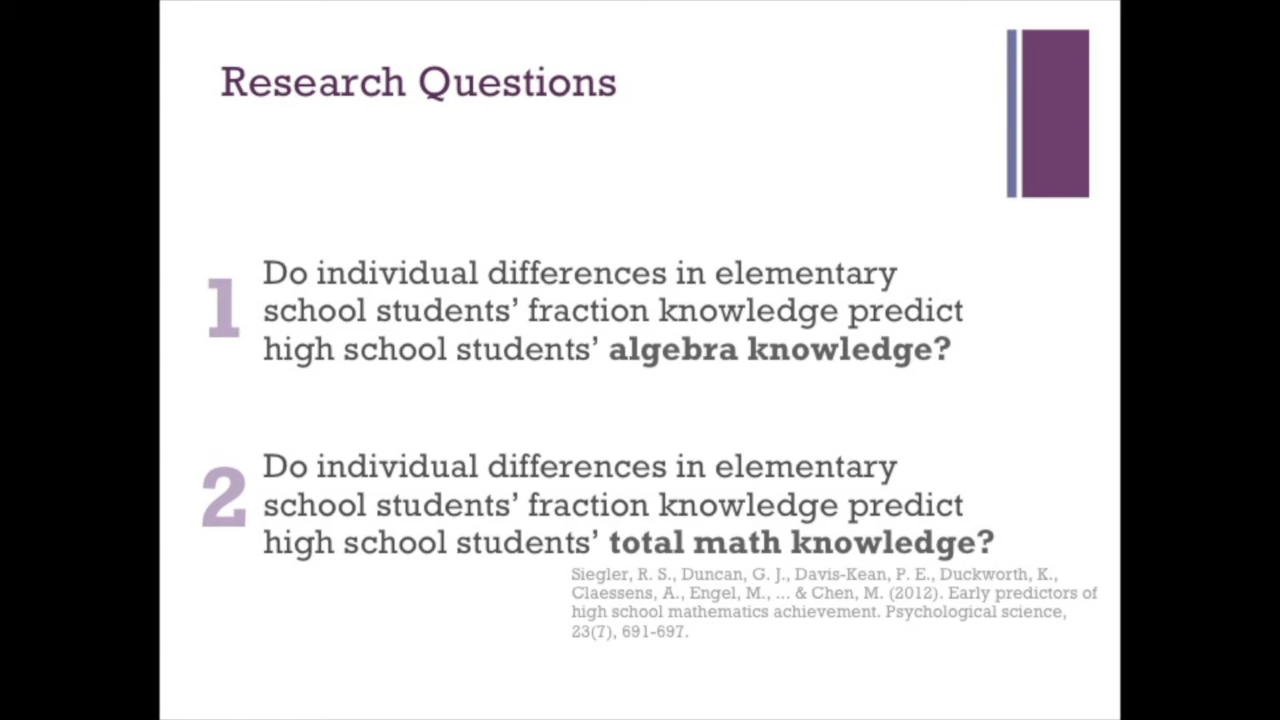 Research Questions
1
Do individual differences in elementary
school students’ fraction knowledge predict
high school students’ algebra knowledge?
2
Do individual differences in elementary
school students’ fraction knowledge predict
high school students’ total math knowledge?
Siegler, R. S., Duncan, G. J., Davis-Kean, P. E., Duckworth, K.,
Claessens, A., Engel, M., ... & Chen, M. (2012). Early predictors of
high school mathematics achievement. Psychological science,
23(7), 691-697.